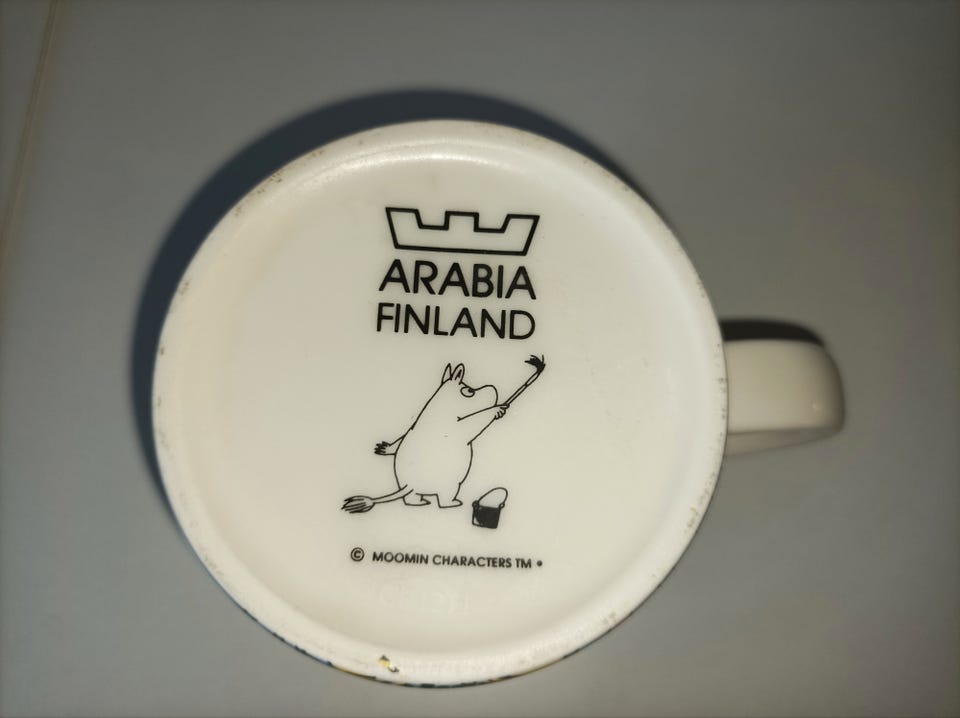 ARABIA
FINLAND
© MOOMIN CHARACTERS TM •